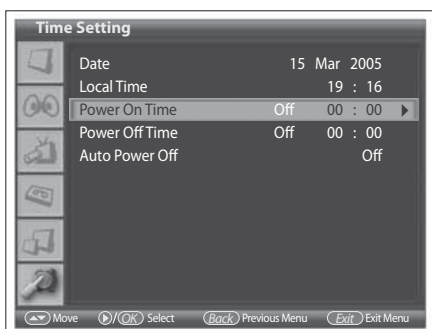 Time Setting
Date 15 Mar 2005
Local Time 19 : 16
Power On Time Off 00 : 00
Power Off Time Off 00 : 00
Auto Power Off Off
Move /(OK) Select Back Previous Menu Exit Exit Menu